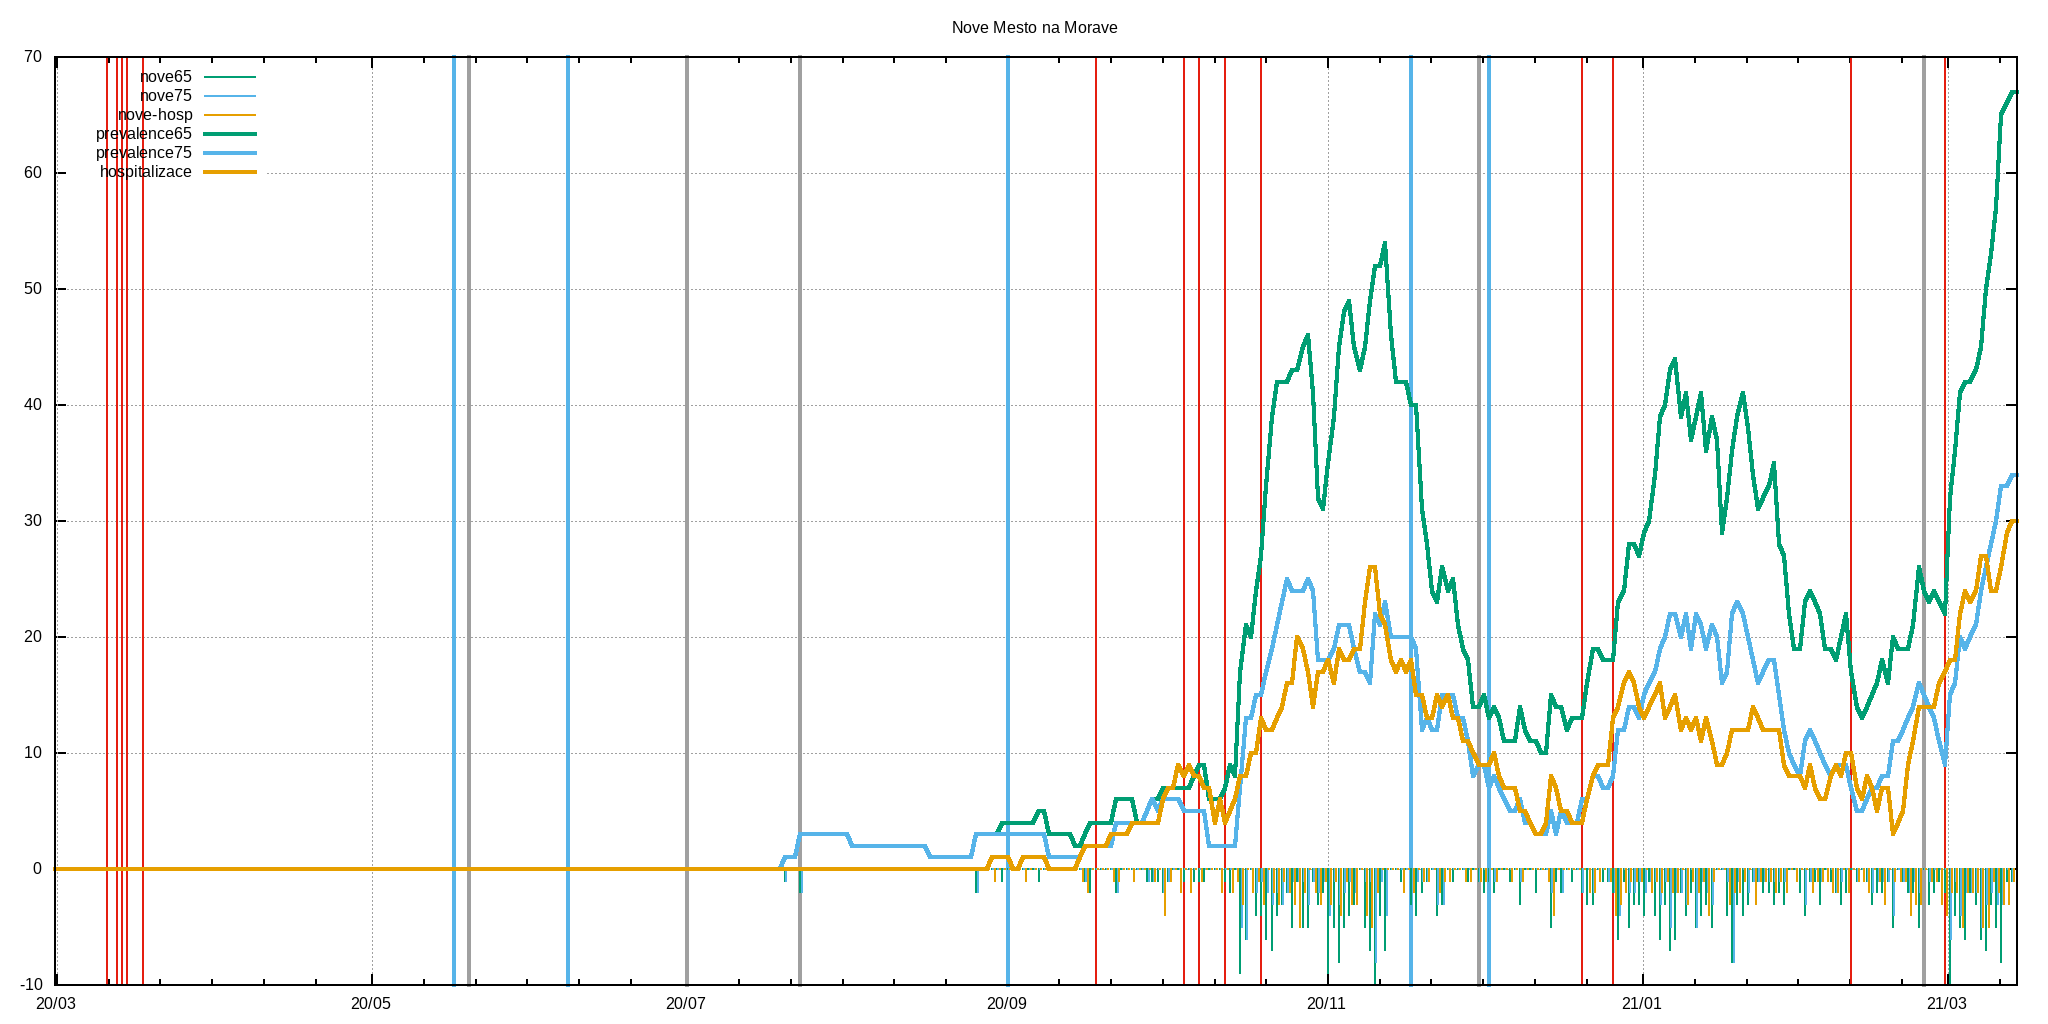 Nove Mesto na Morave
70
60
50
40
30
20
10
0
-10
nove65
nove75
nove-hosp
prevalence65
prevalence75
hospitalizace
20/03 20/05 20/07 20/09 20/11 21/01 21/03